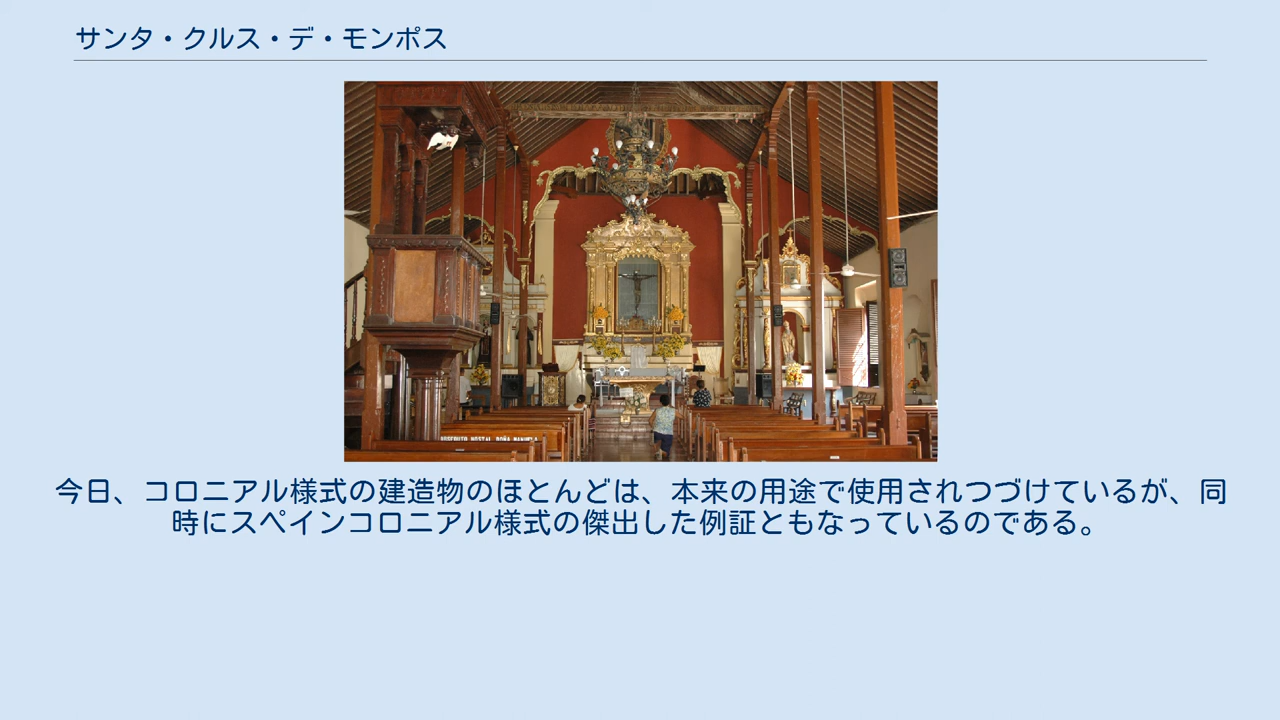 サンタ・クルス・デ・モンポス
OBSEQUIO HOSTAL DOÑA MANUELA
今日、コロニアル様式の建造物のほとんどは、本来の用途で使用されつづけているが、同
時にスペインコロニアル様式の傑出した例証ともなっているのである。